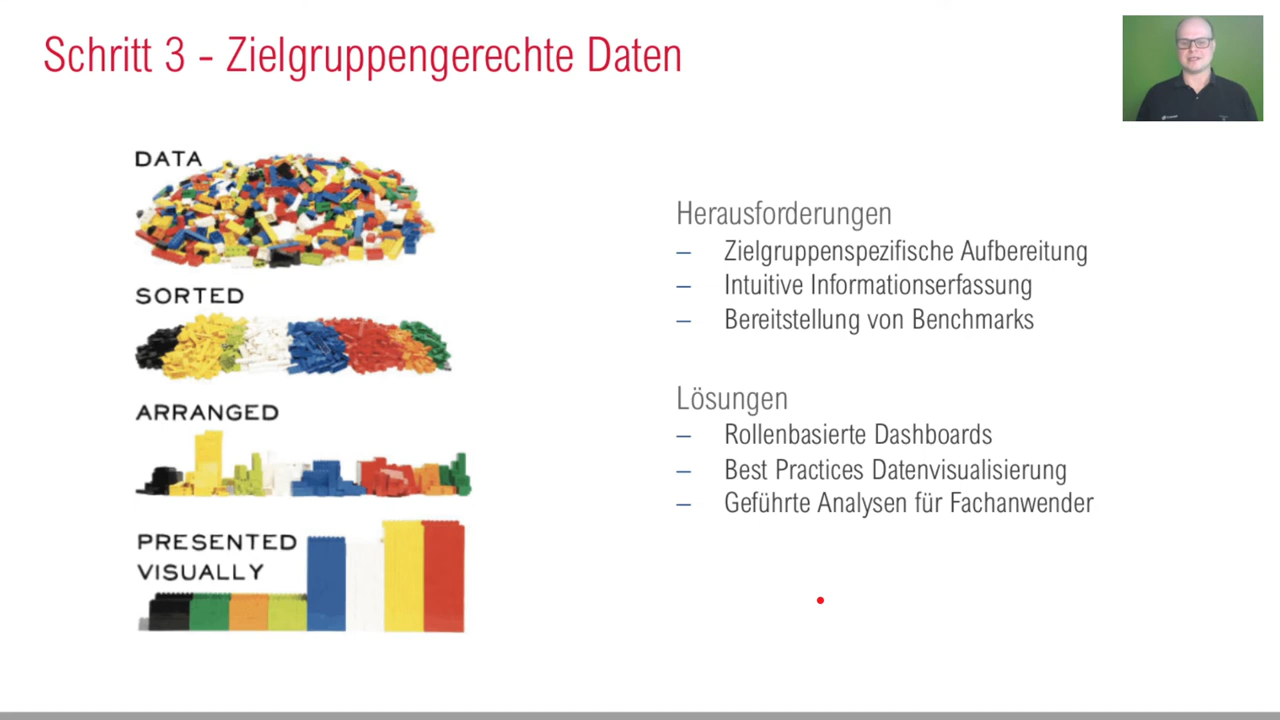 Schritt 3 - Zielgruppengerechte Daten
DATA
SORTED
ARRANGED
PRESENTED
VISUALLY
Herausforderungen
– Zielgruppenspezifische Aufbereitung
– Intuitive Informationserfassung
– Bereitstellung von Benchmarks
Lösungen
– Rollenbasierte Dashboards
– Best Practices Datenvisualisierung
– Geführte Analysen für Fachanwender